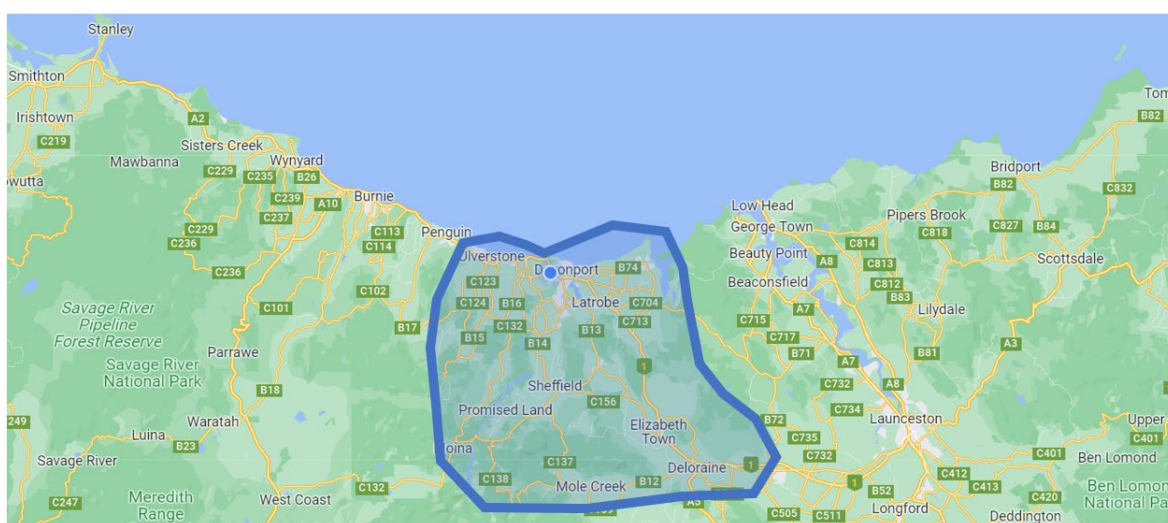 Stanley
Smithton
Tom
B82
Irishtown
A2
C219
Sisters Creek
Mawbanna
Wynyard
Bridport
C229
C235
B26
B82
C832
owutta
C239
A10
Burnie
Low Head
C237
Pipers Brook
C827
B84
C229
C113
Penguin
George Town
C818
C236
C114
C814
Ulverstone
Beauty Point
A8
C813
Scottsdale
C236
C123
Devonport
B74
Beaconsfield
C812
C102
C124
B16
Latrobe
C704
B83
Savage River
Pipeline
Forest Reserve
C101
A7
Lilydale
B17
C132
B13
C713
C715
C717
B15
B14
A3
Parrawe
B71
B81
Savage River
National Park
1
A7
B18
Sheffield
C732
A8
C156
C734
249
Waratah
Promised Land
Elizabeth
Town
B72
Launceston
Upper
Luina
B23
Moina
C735
C401
Savage River
C137
Deloraine
1
C732
C401
Ben Lomond
C138
C412
C132
Mole Creek
B12
1
C413
C247
Meredith
Range
West Coast
B52
C420
Ben Lomond
National Pa
A5
Longford
C505
C511
Deddington